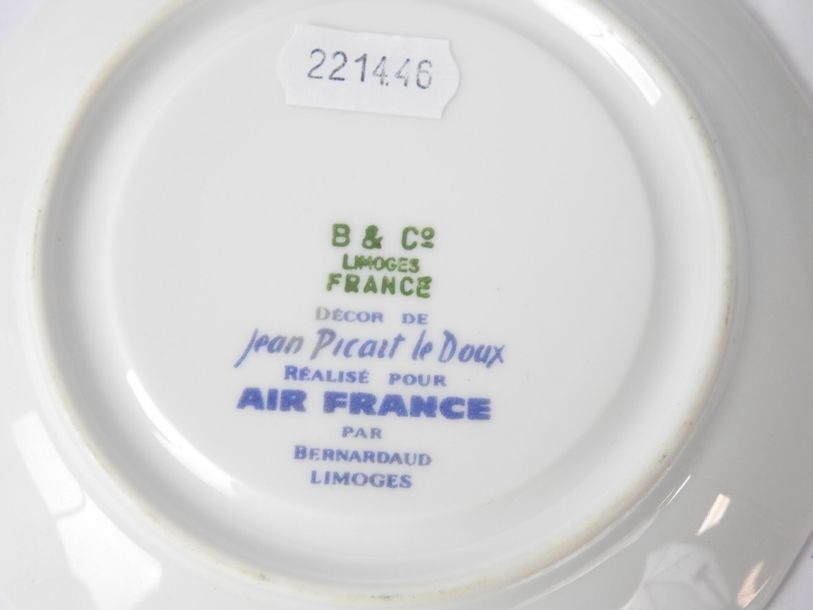 221446
B & Cº
LIMOGES
FRANCE
DÉCOR DE
Jean Picart le Doux
RÉALISÉ POUR
AIR FRANCE
PAR
BERNARDAUD
LIMOGES